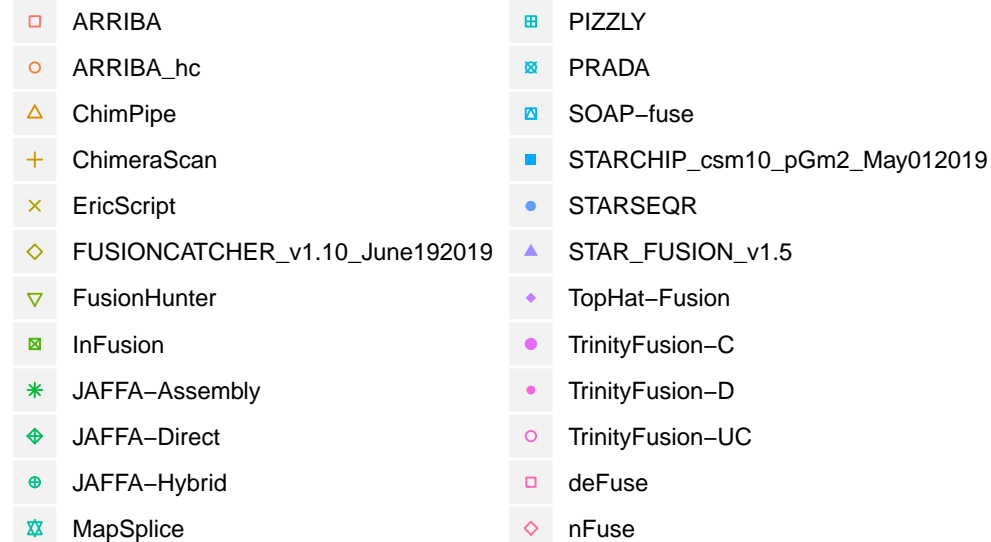 ARRIBA
ARRIBA_hc
ChimPipe
ChimeraScan
EricScript
FUSIONCATCHER_v1.10_June192019
FusionHunter
InFusion
JAFFA−Assembly
JAFFA−Direct
JAFFA−Hybrid
MapSplice
PIZZLY
PRADA
SOAP−fuse
STARCHIP_csm10_pGm2_May012019
STARSEQR
STAR_FUSION_v1.5
TopHat−Fusion
TrinityFusion−C
TrinityFusion−D
TrinityFusion−UC
deFuse
nFuse